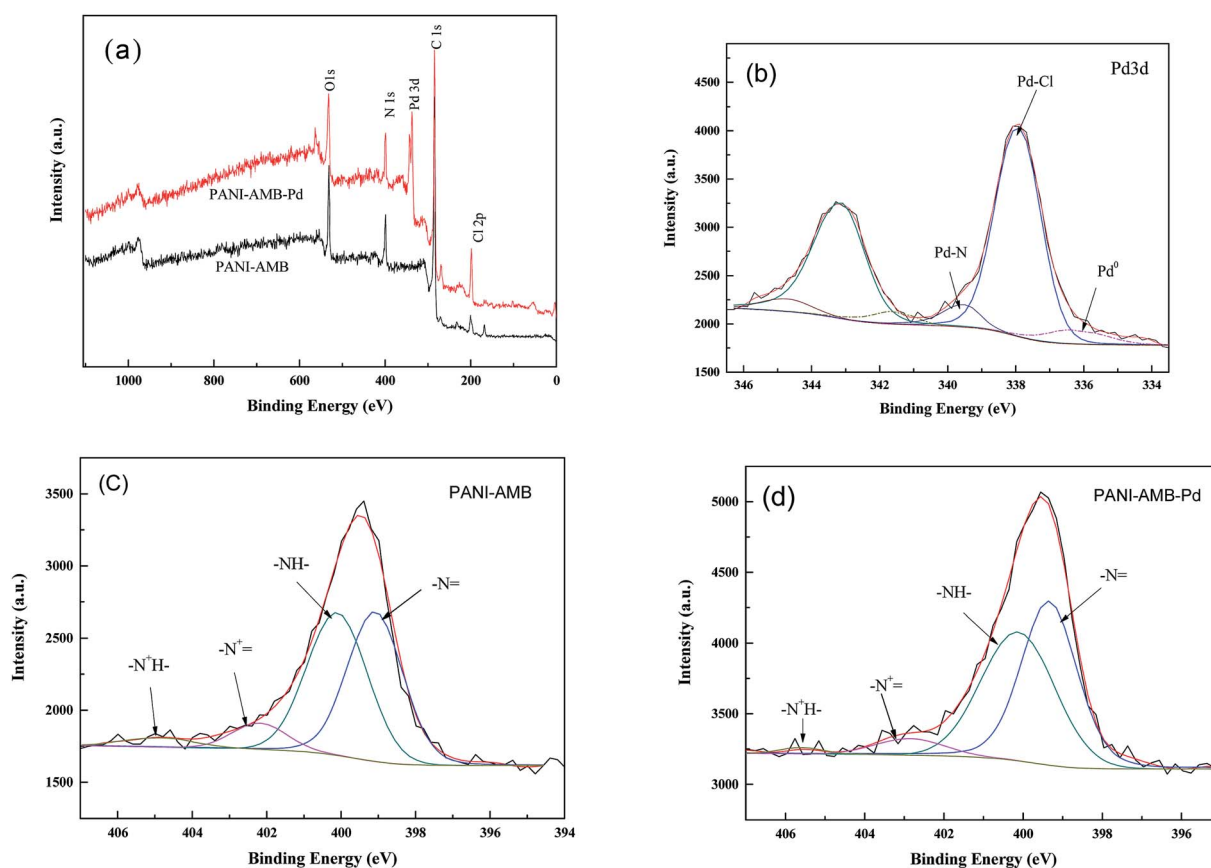 (a)
O1s
N 1s
Pd 3d
C 1s
Cl 2p
PANI-AMB-Pd
PANI-AMB
Intensity (a.u.)
1000 800 600 400 200 0
Binding Energy (eV)
(b)
Pd3d
Pd-Cl
Pd-N
Pd⁰
Intensity (a.u.)
4500
4000
3500
3000
2500
2000
1500
346 344 342 340 338 336 334
Binding Energy (eV)
(C)
PANI-AMB
-NH-
-N=
-N⁺=
-N⁺H-
Intensity (a.u.)
3500
3000
2500
2000
1500
406 404 402 400 398 396 394
Binding Energy (eV)
(d)
PANI-AMB-Pd
-NH-
-N=
-N⁺=
-N⁺H-
Intensity (a.u.)
5000
4500
4000
3500
3000
406 404 402 400 398 396
Binding Energy (eV)